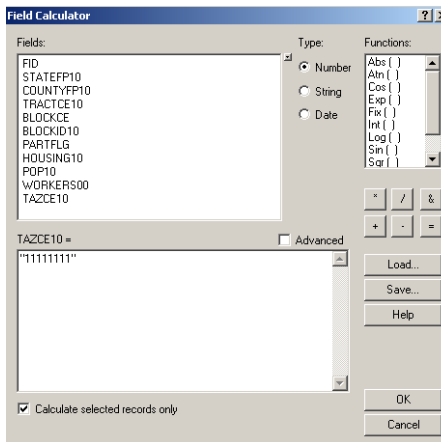 Field Calculator
Fields:
Type:
Functions:
FID
STATEFP10
COUNTYFP10
TRACTCE10
BLOCKCE
BLOCKID10
PARTFLG
HOUSING10
POP10
WORKERS00
TAZCE10
Number
String
Date
Abs ( )
Atn ( )
Cos ( )
Exp ( )
Fix ( )
Int ( )
Log ( )
Sin ( )
Sqr ( )
* / &
+ - =
TAZCE10 =
Advanced
"11111111"
Load...
Save...
Help
Calculate selected records only
OK
Cancel